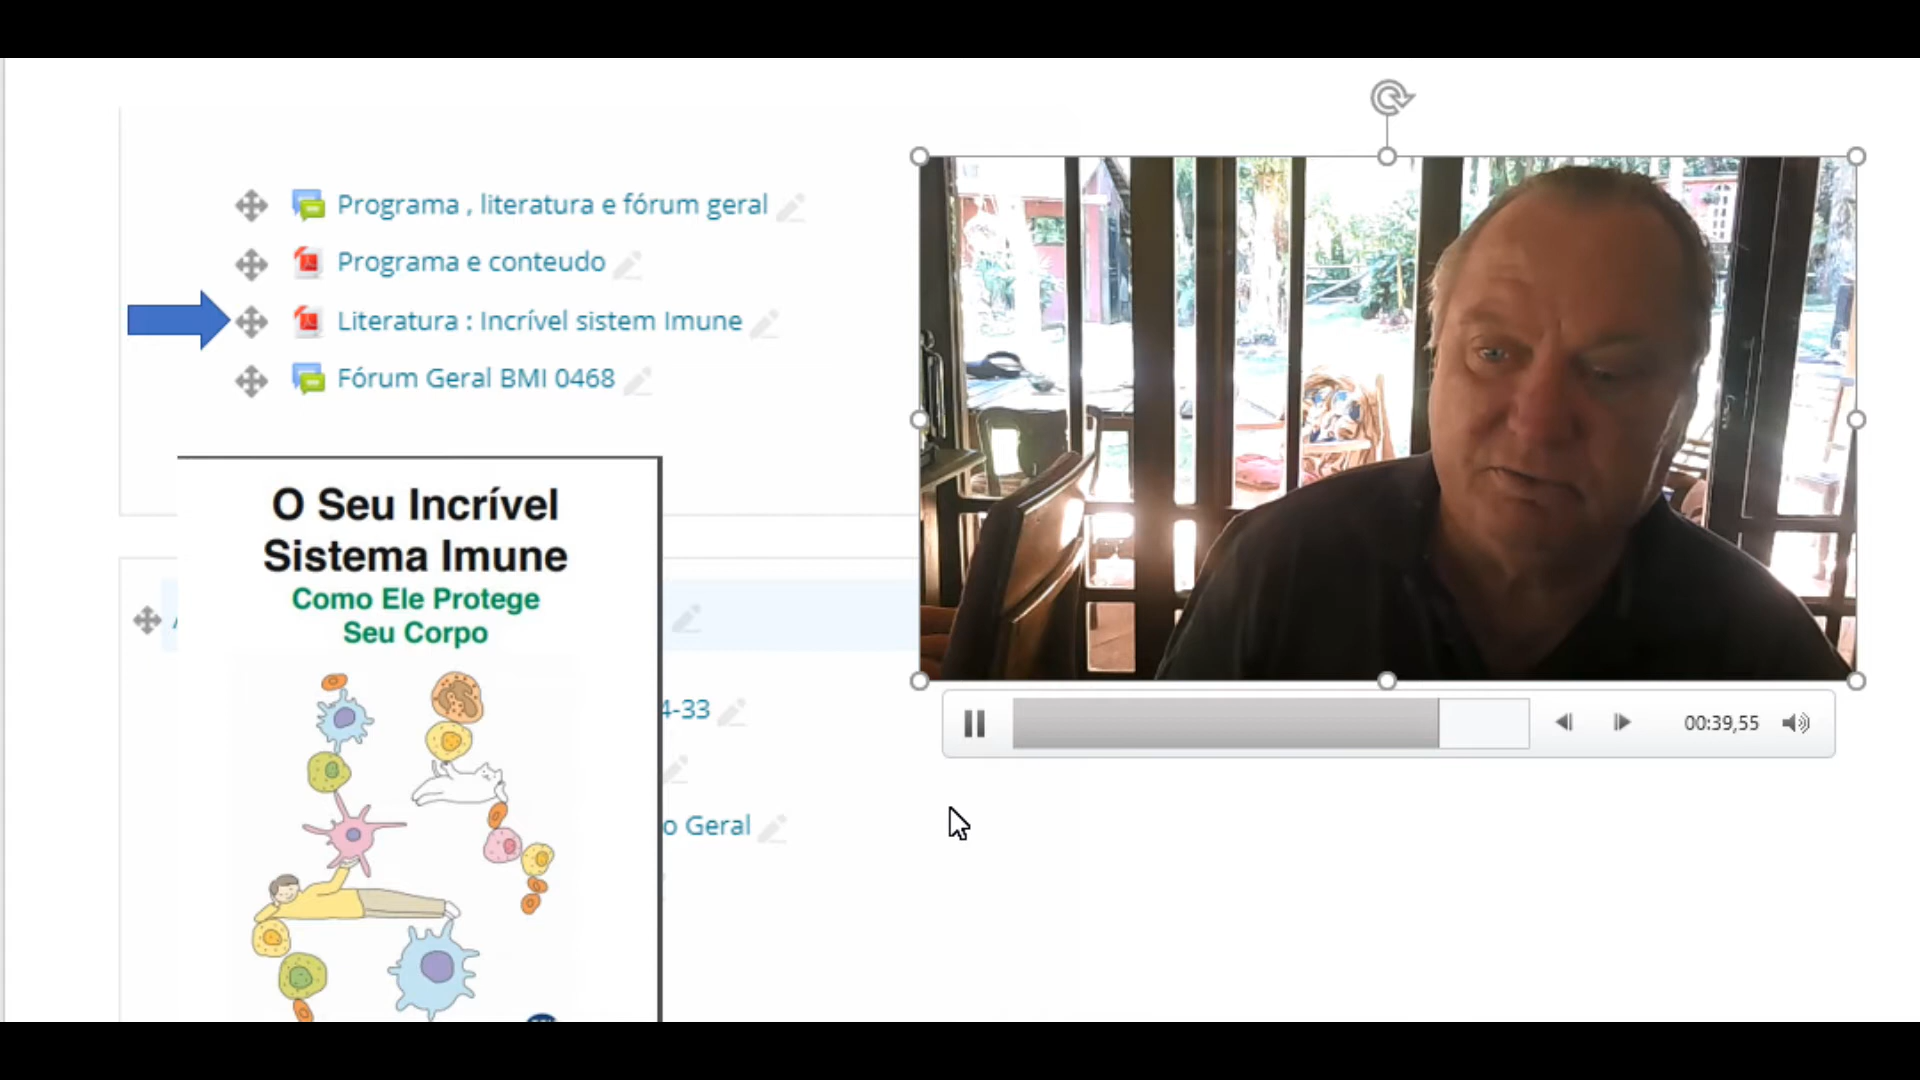 Programa , literatura e fórum geral
Programa e conteudo
Literatura : Incrível sistem Imune
Fórum Geral BMI 0468
O Seu Incrível
Sistema Imune
Como Ele Protege
Seu Corpo
4-33
o Geral
00:39,55